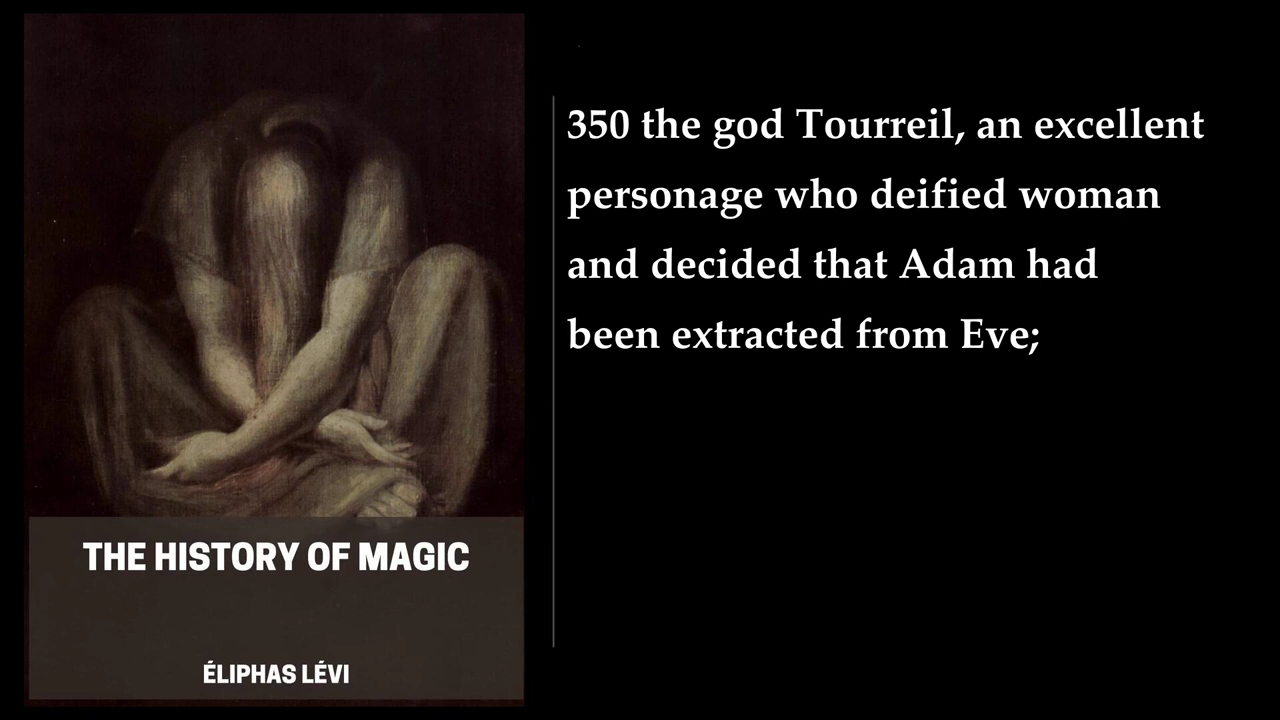 THE HISTORY OF MAGIC
ÉLIPHAS LÉVI
350 the god Tourreil, an excellent
personage who deified woman
and decided that Adam had
been extracted from Eve;